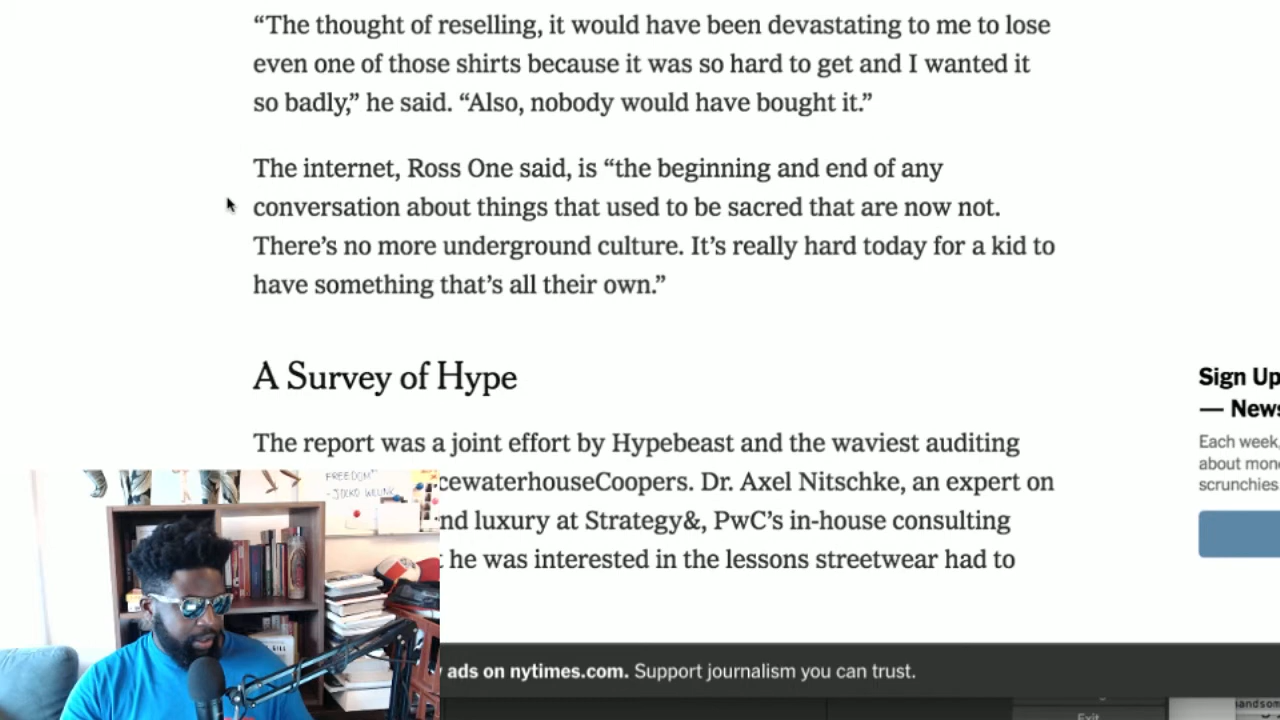 “The thought of reselling, it would have been devastating to me to lose
even one of those shirts because it was so hard to get and I wanted it
so badly,” he said. “Also, nobody would have bought it.”
The internet, Ross One said, is “the beginning and end of any
conversation about things that used to be sacred that are now not.
There’s no more underground culture. It’s really hard today for a kid to
have something that’s all their own.”
A Survey of Hype
The report was a joint effort by Hypebeast and the waviest auditing
cewaterhouseCoopers. Dr. Axel Nitschke, an expert on
nd luxury at Strategy&, PwC’s in-house consulting
he was interested in the lessons streetwear had to
Sign Up
— News
Each week,
about mon
scrunchies
FREEDOM"
ads on nytimes.com. Support journalism you can trust.
Exit